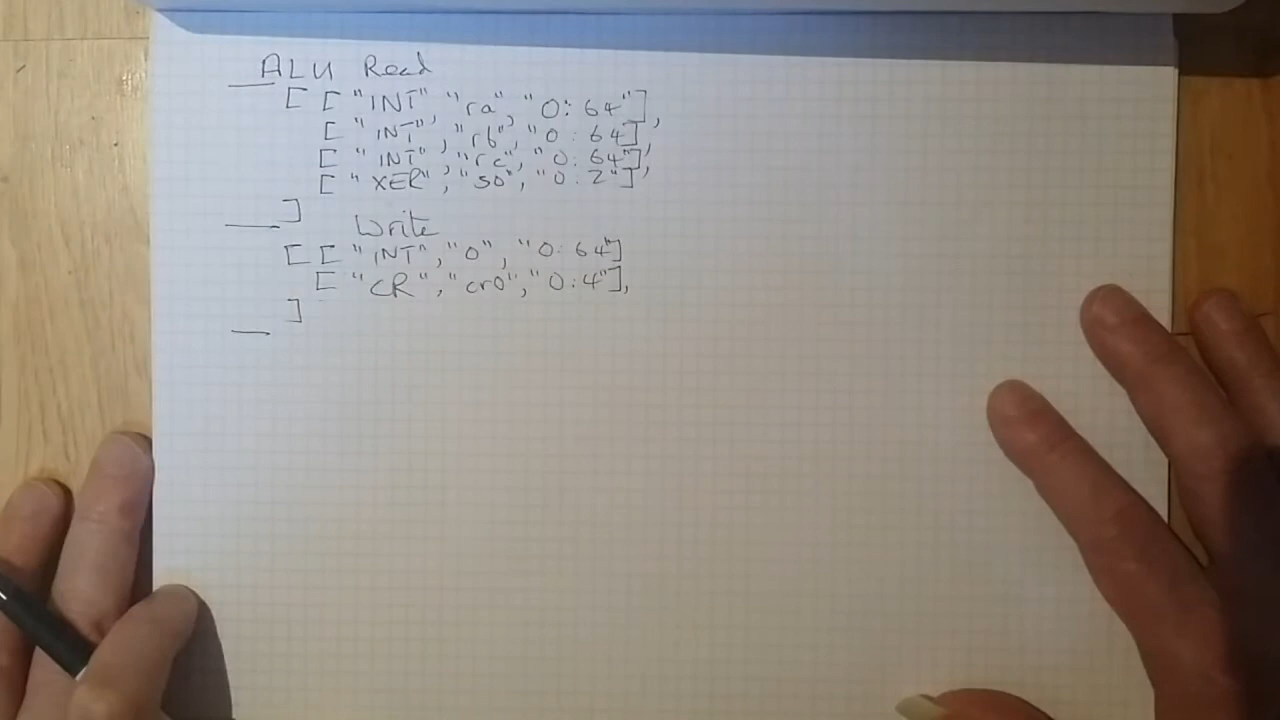 ALU Read
[ [ "INT", "ra", "0:64"],
[ "INT", "rb", "0:64],
[ "INT", "rc", "0:64"],
[ "XER", "so", "0:2"],
]
Write
[ [ "INT", "o", "0:64"]
[ "CR", "cr0", "0:4"],
]